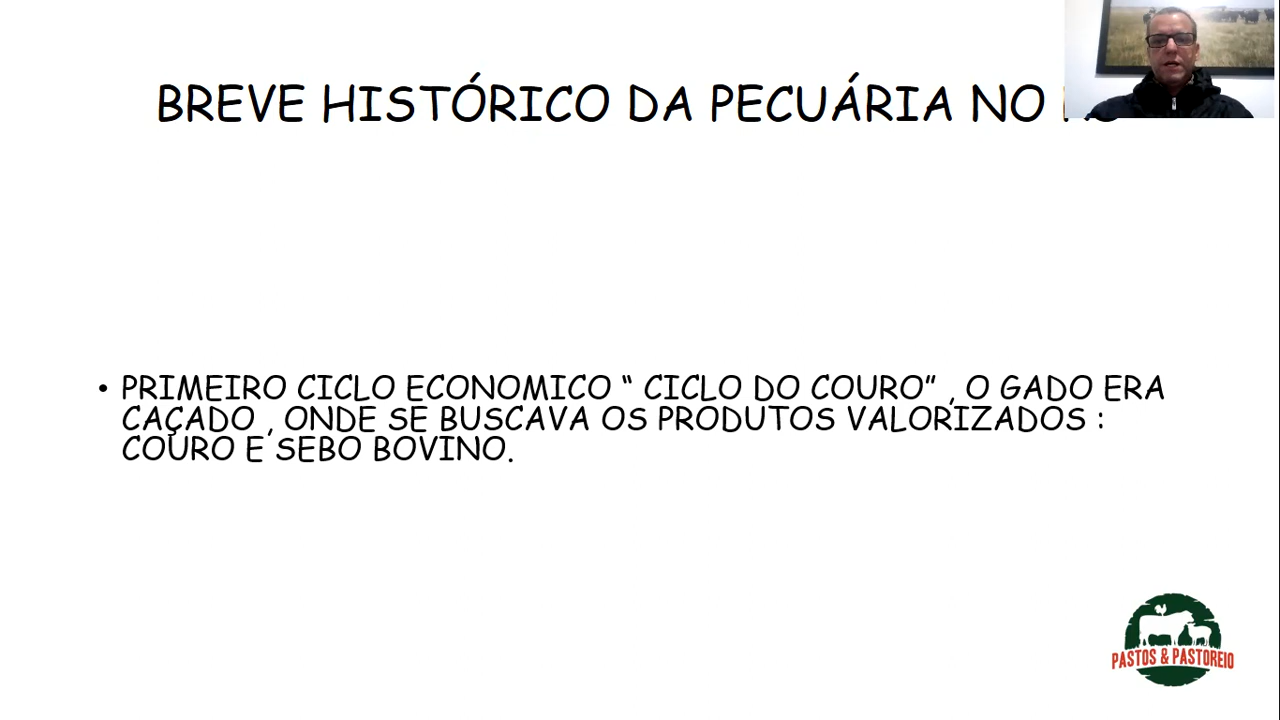 BREVE HISTÓRICO DA PECUÁRIA NO
• PRIMEIRO CICLO ECONOMICO “ CICLO DO COURO” , O GADO ERA
CAÇADO , ONDE SE BUSCAVA OS PRODUTOS VALORIZADOS :
COURO E SEBO BOVINO.
PASTOS & PASTOREIO